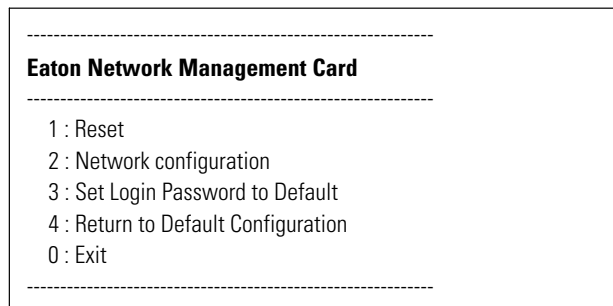 ---------------------------------------------------------------
Eaton Network Management Card
---------------------------------------------------------------
1 : Reset
2 : Network configuration
3 : Set Login Password to Default
4 : Return to Default Configuration
0 : Exit
---------------------------------------------------------------